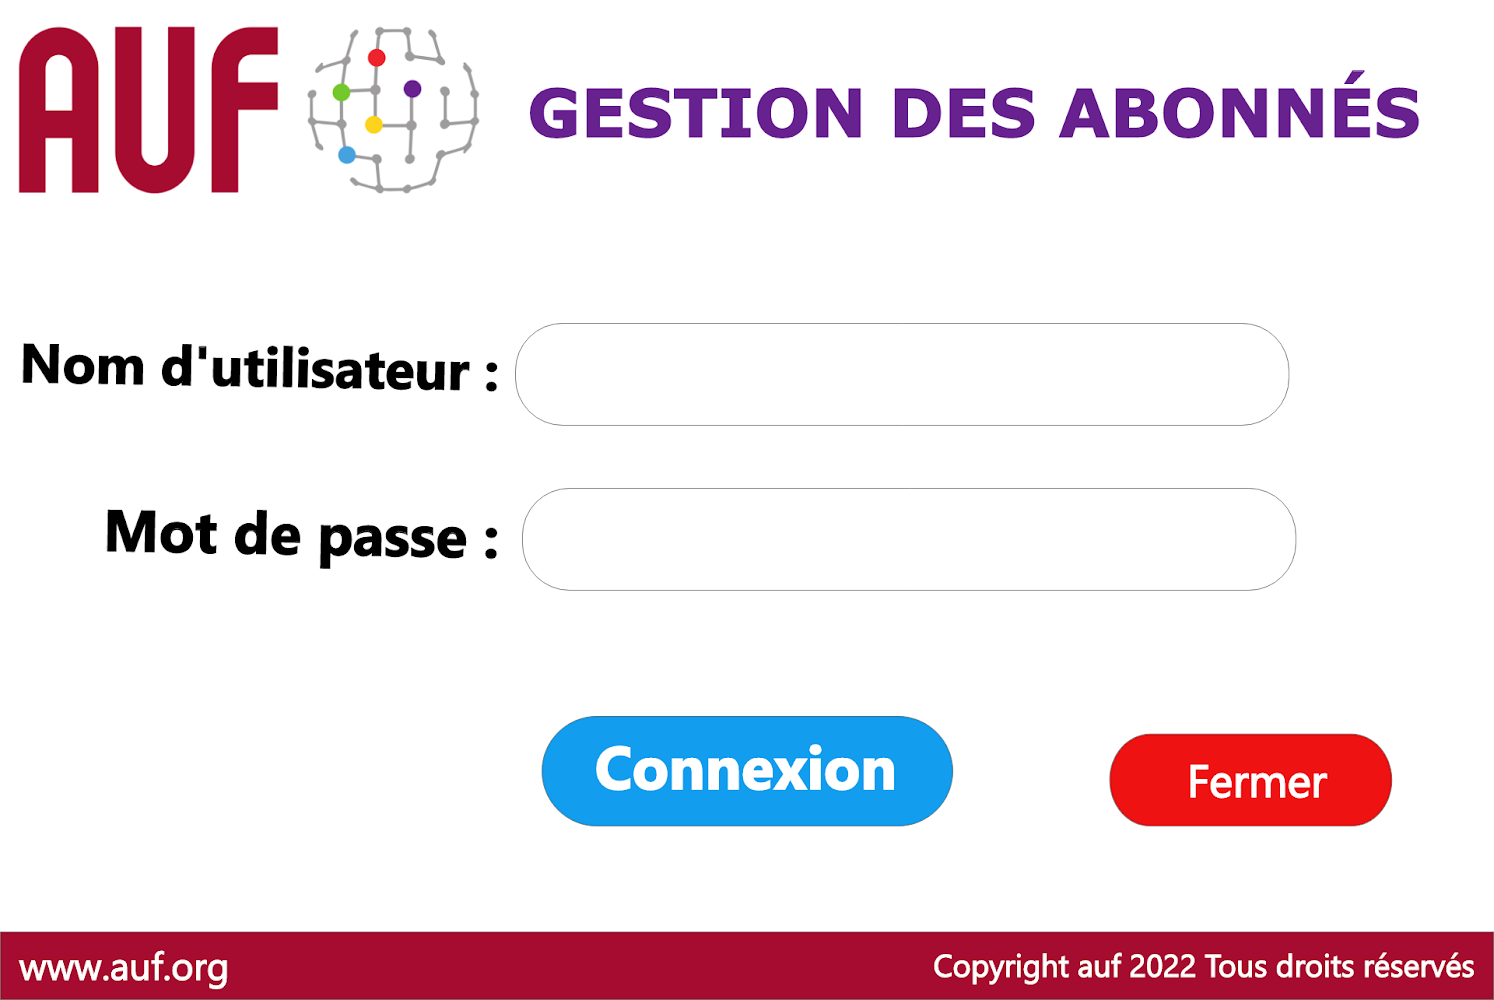 AUF
GESTION DES ABONNÉS
Nom d'utilisateur :
Mot de passe :
Connexion
Fermer
www.auf.org
Copyright auf 2022 Tous droits réservés